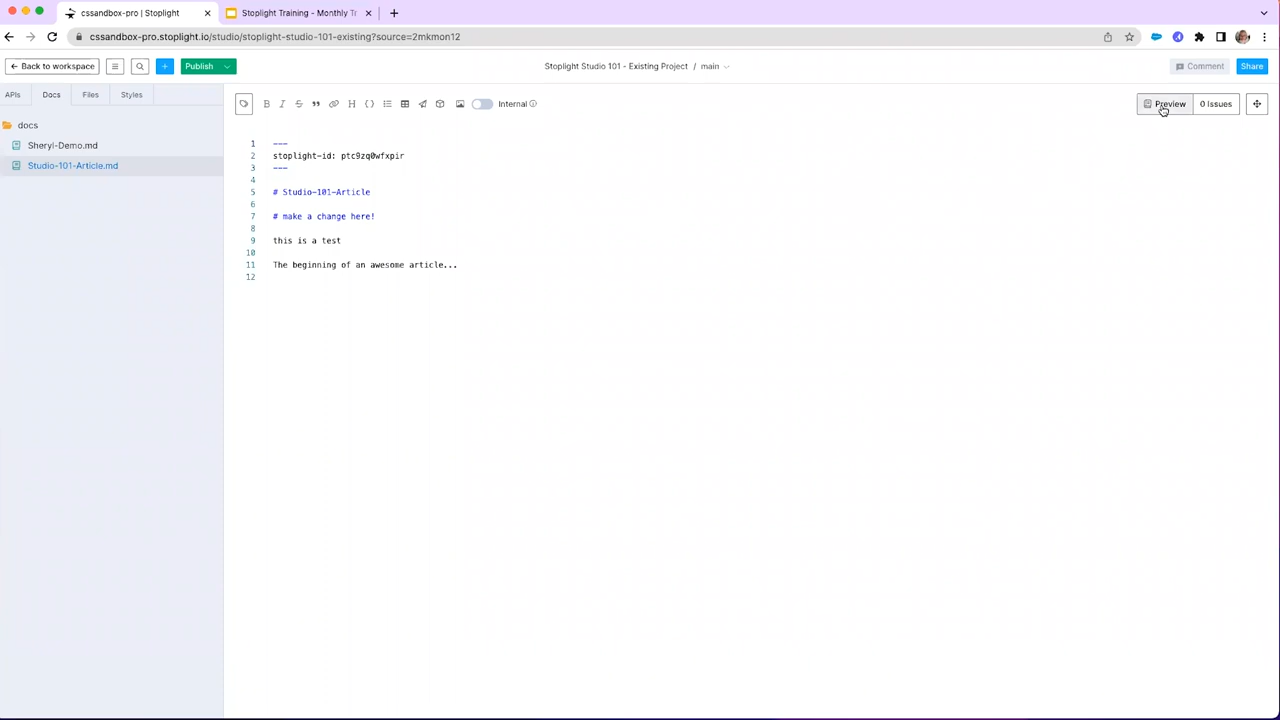 cssandbox-pro | Stoplight
Stoplight Training - Monthly Tr
cssandbox-pro.stoplight.io/studio/stoplight-studio-101-existing?source=2mkmon12
Back to workspace
Publish
Stoplight Studio 101 - Existing Project / main
Comment
Share
APIs Docs Files Styles
B I H {} Internal
Preview 0 Issues
docs
Sheryl-Demo.md
Studio-101-Article.md
1 ---
2 stoplight-id: ptc9zq0wfxpir
3 ---
4
5 # Studio-101-Article
6
7 # make a change here!
8
9 this is a test
10
11 The beginning of an awesome article...
12